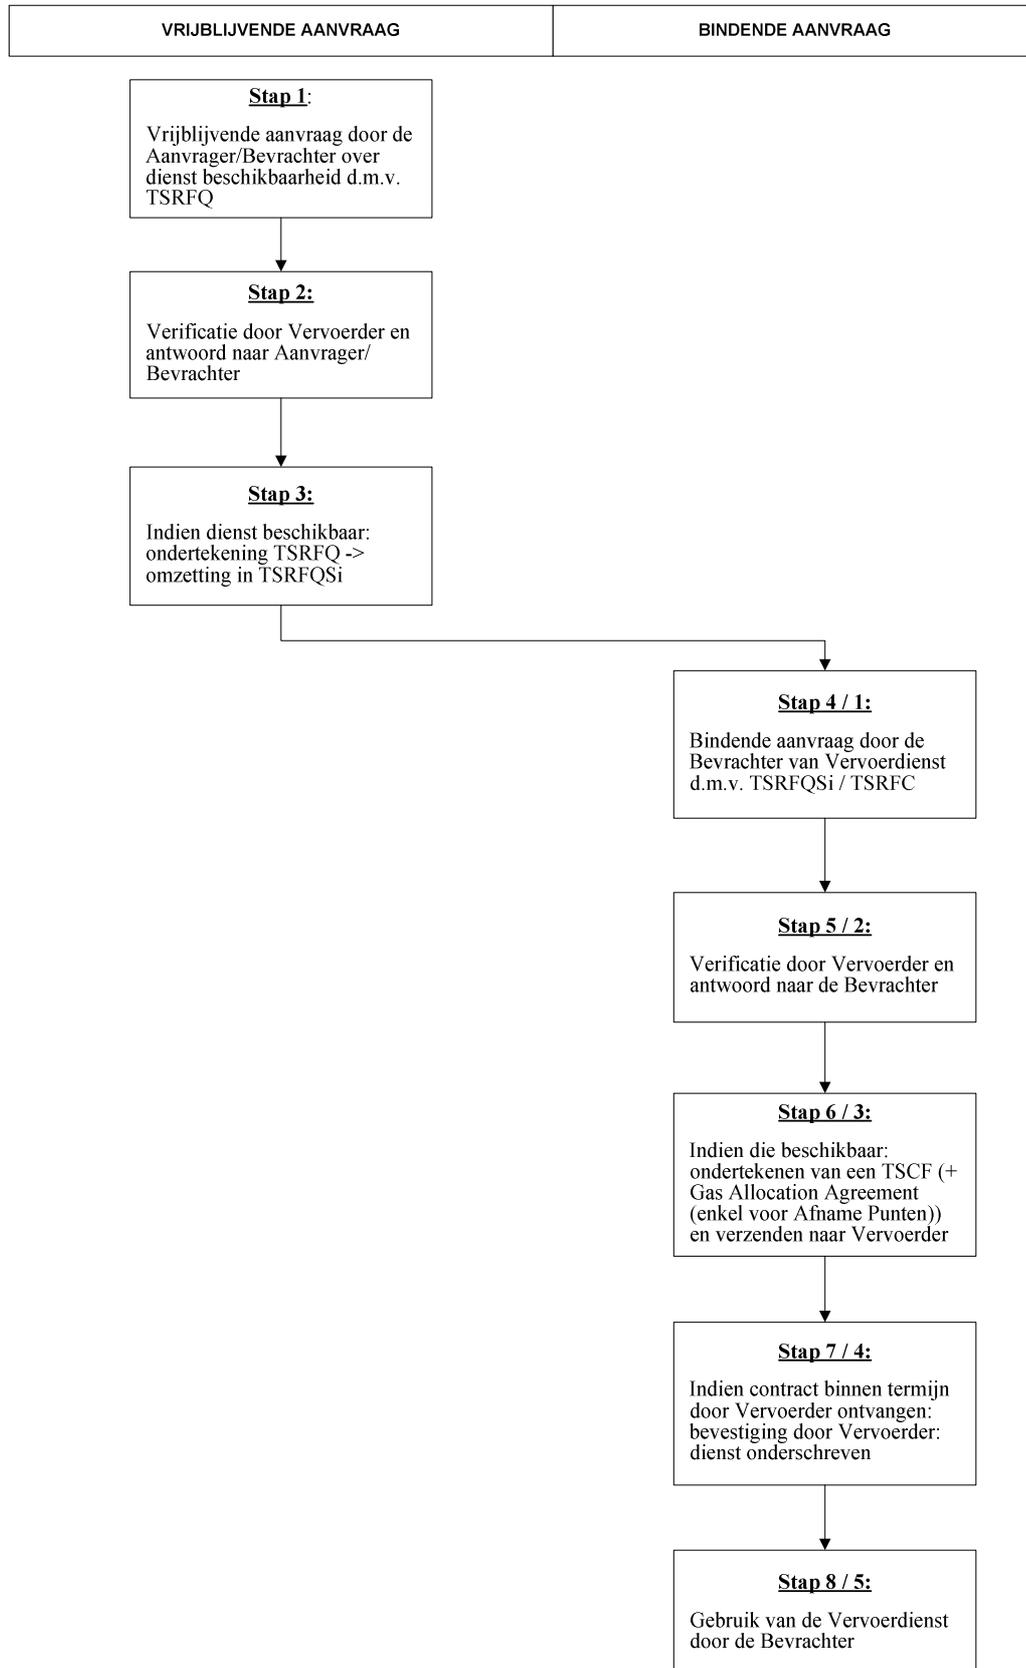 VRIJBLIJVENDE AANVRAAG
BINDENDE AANVRAAG
Stap 1:
Vrijblijvende aanvraag door de
Aanvrager/Bevrachter over
dienst beschikbaarheid d.m.v.
TSRFQ
Stap 2:
Verificatie door Vervoerder en
antwoord naar Aanvrager/
Bevrachter
Stap 3:
Indien dienst beschikbaar:
ondertekening TSRFQ ->
omzetting in TSRFQSi
Stap 4 / 1:
Bindende aanvraag door de
Bevrachter van Vervoerdienst
d.m.v. TSRFQSi / TSRFC
Stap 5 / 2:
Verificatie door Vervoerder en
antwoord naar de Bevrachter
Stap 6 / 3:
Indien die beschikbaar:
ondertekenen van een TSCF (+
Gas Allocation Agreement
(enkel voor Afname Punten))
en verzenden naar Vervoerder
Stap 7 / 4:
Indien contract binnen termijn
door Vervoerder ontvangen:
bevestiging door Vervoerder:
dienst onderschreven
Stap 8 / 5:
Gebruik van de Vervoerdienst
door de Bevrachter